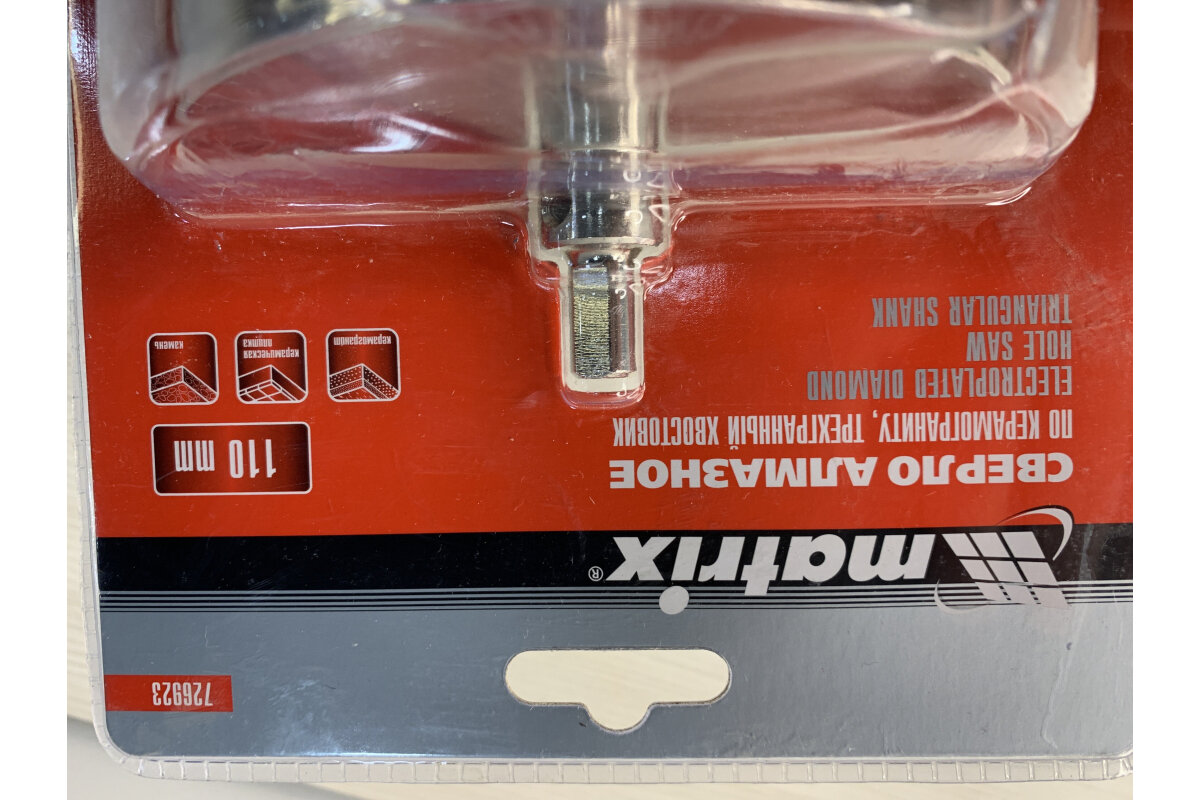 726923
matrix®
СВЕРЛО АЛМАЗНОЕ
ПО КЕРАМОГРАНИТУ, ТРЕХГРАННЫЙ ХВОСТОВИК
ELECTROPLATED DIAMOND
HOLE SAW
TRIANGULAR SHANK
110 mm
керамогранит
керамическая
плитка
камень